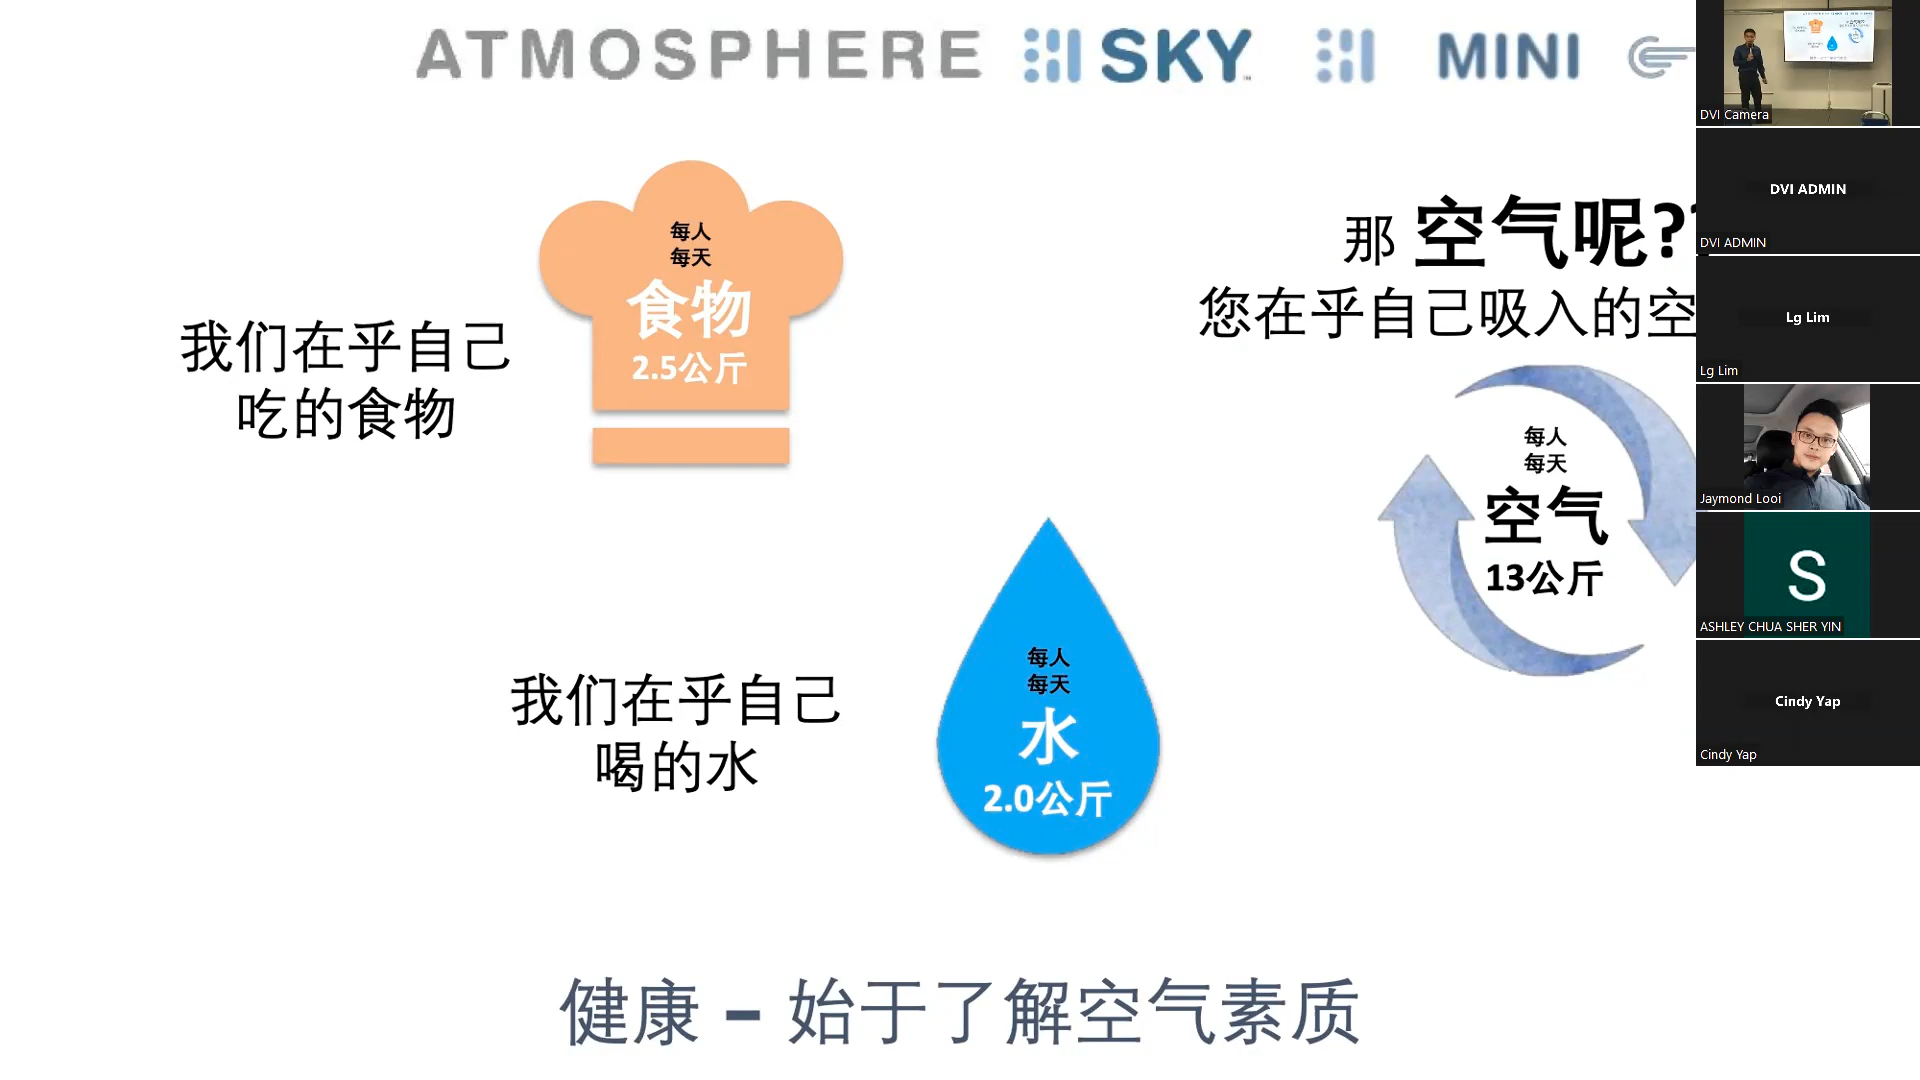 ATMOSPHERE SKY™ MINI
每人
每天
食物
2.5公斤
我们在乎自己
吃的食物
那 空气呢?
您在乎自己吸入的空
每人
每天
空气
13公斤
每人
每天
水
2.0公斤
我们在乎自己
喝的水
健康 – 始于了解空气素质
DVI Camera
DVI ADMIN
DVI ADMIN
Lg Lim
Lg Lim
Jaymond Looi
S
ASHLEY CHUA SHER YIN
Cindy Yap
Cindy Yap